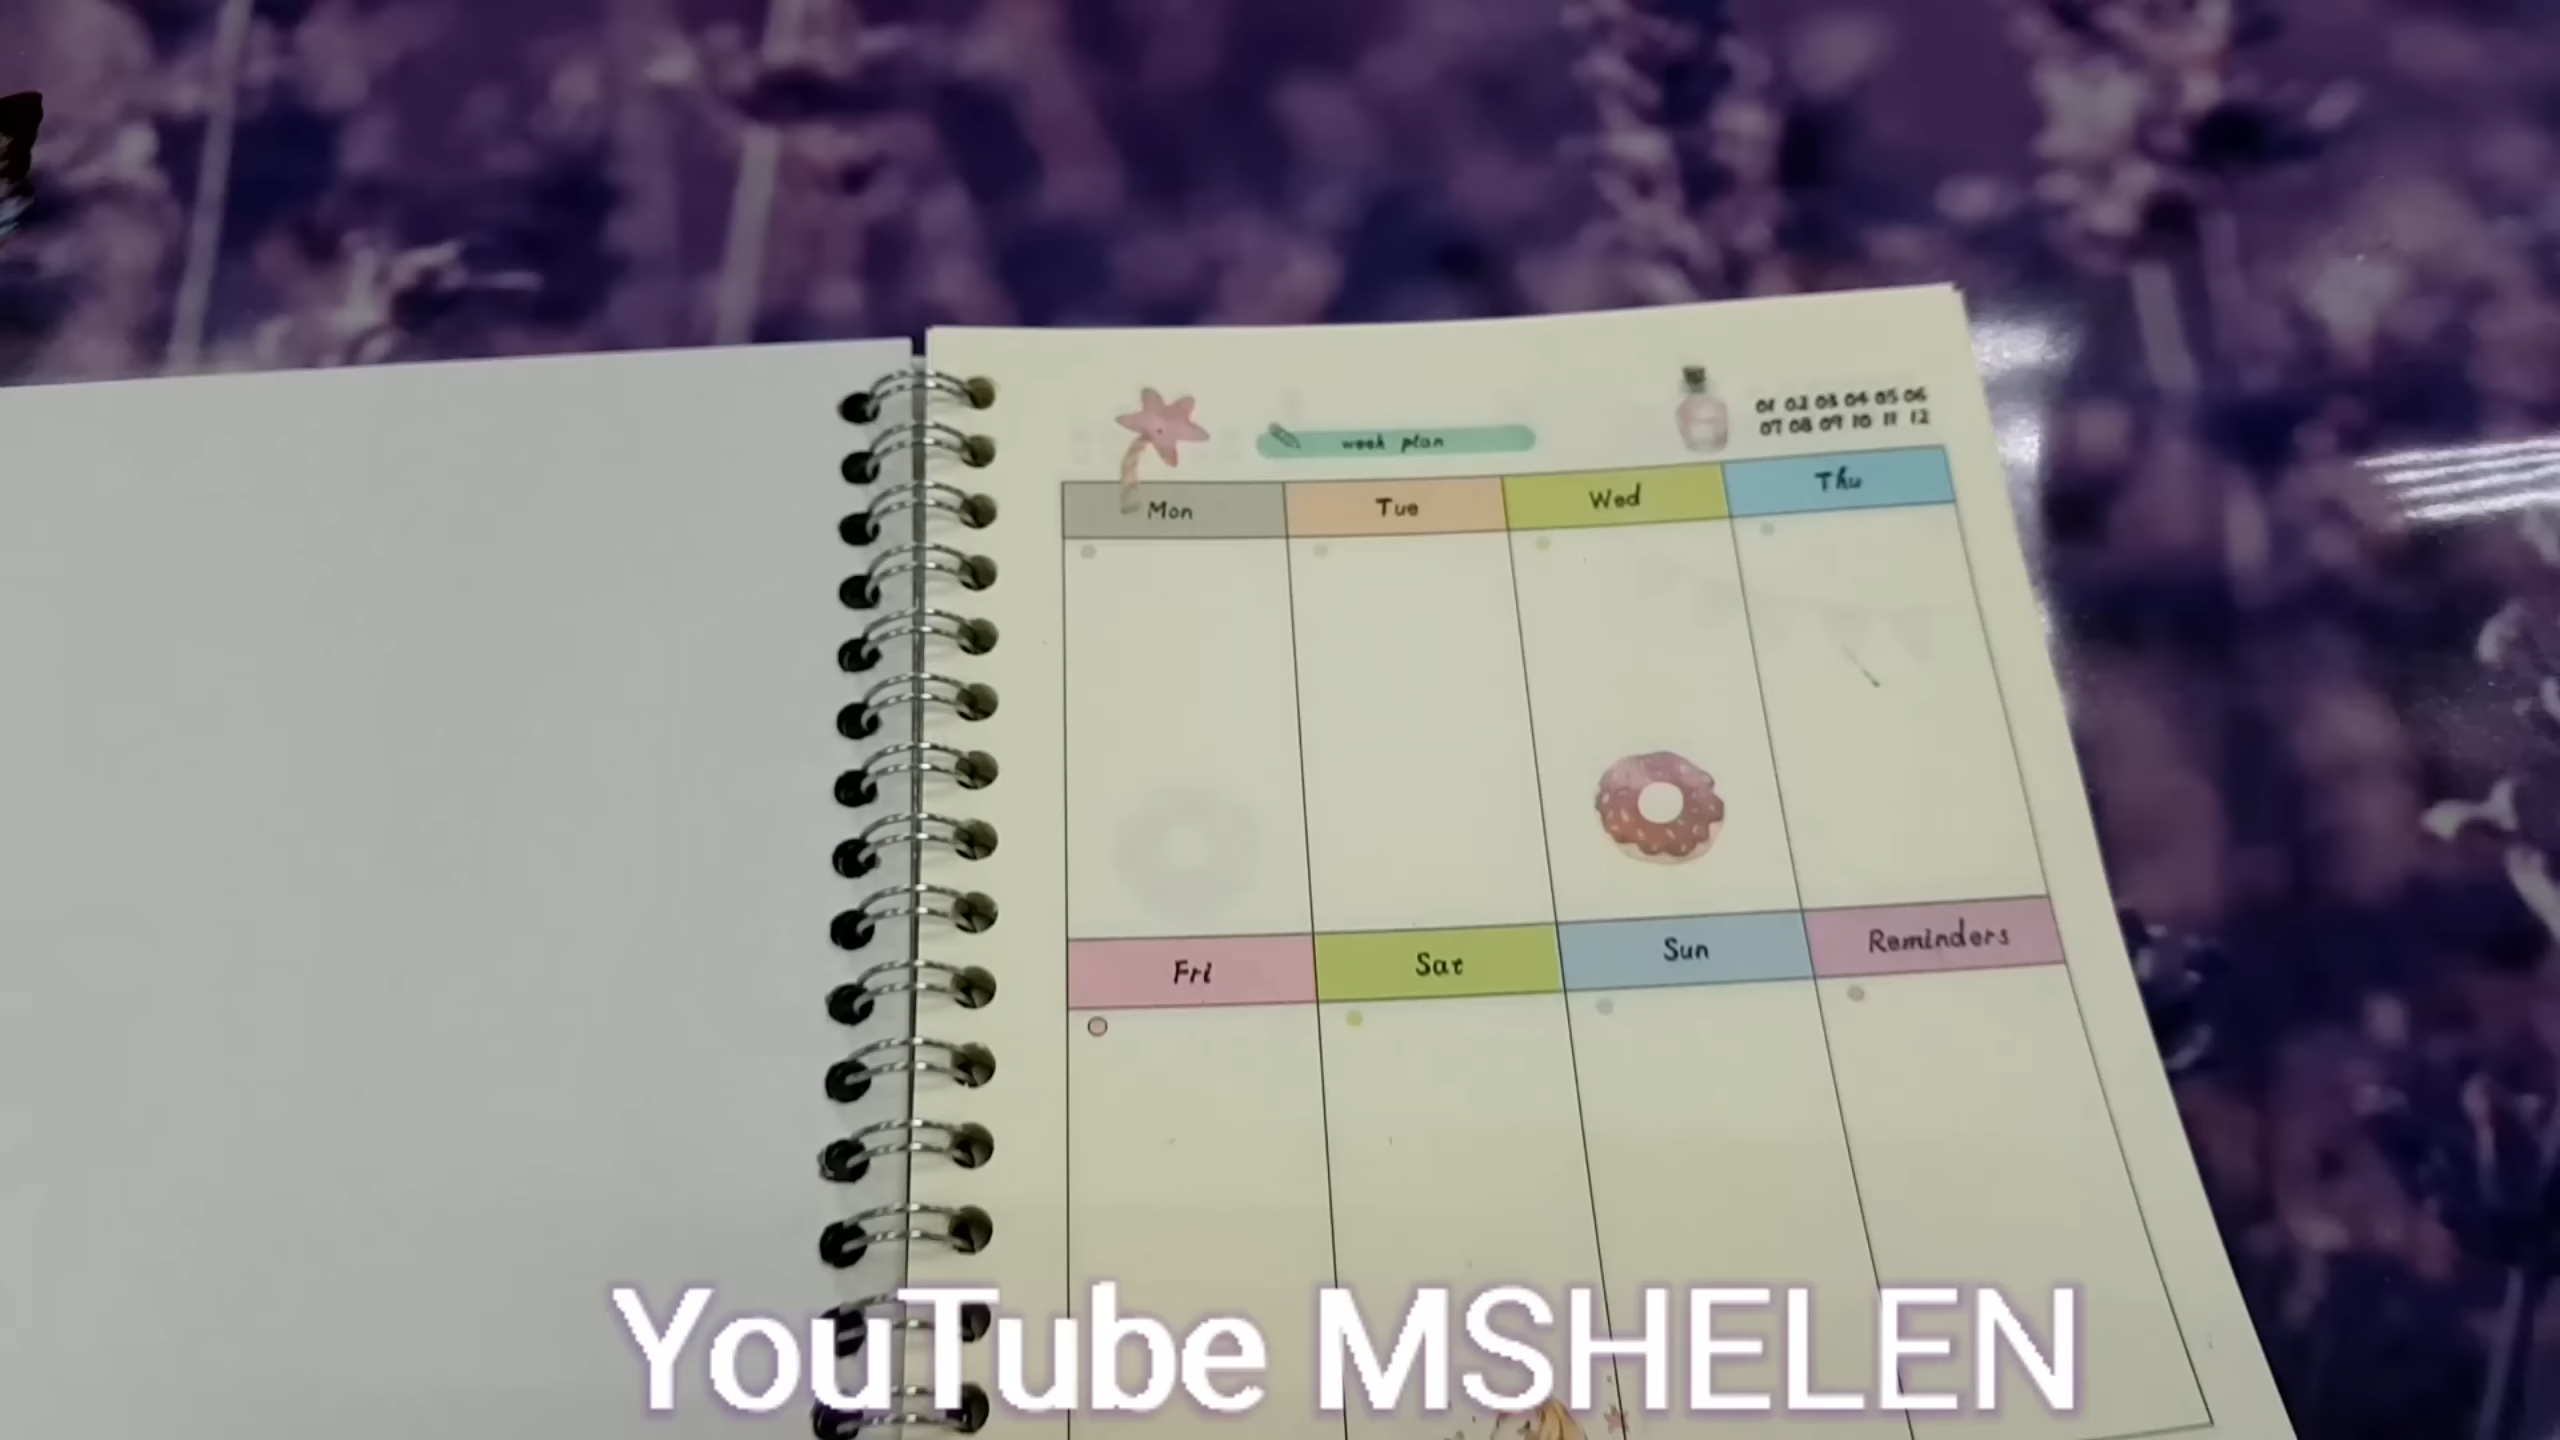 week plan
01 02 03 04 05 06
07 08 09 10 11 12
Mon Tue Wed Thu
Fri Sat Sun Reminders
YouTube MSHELEN